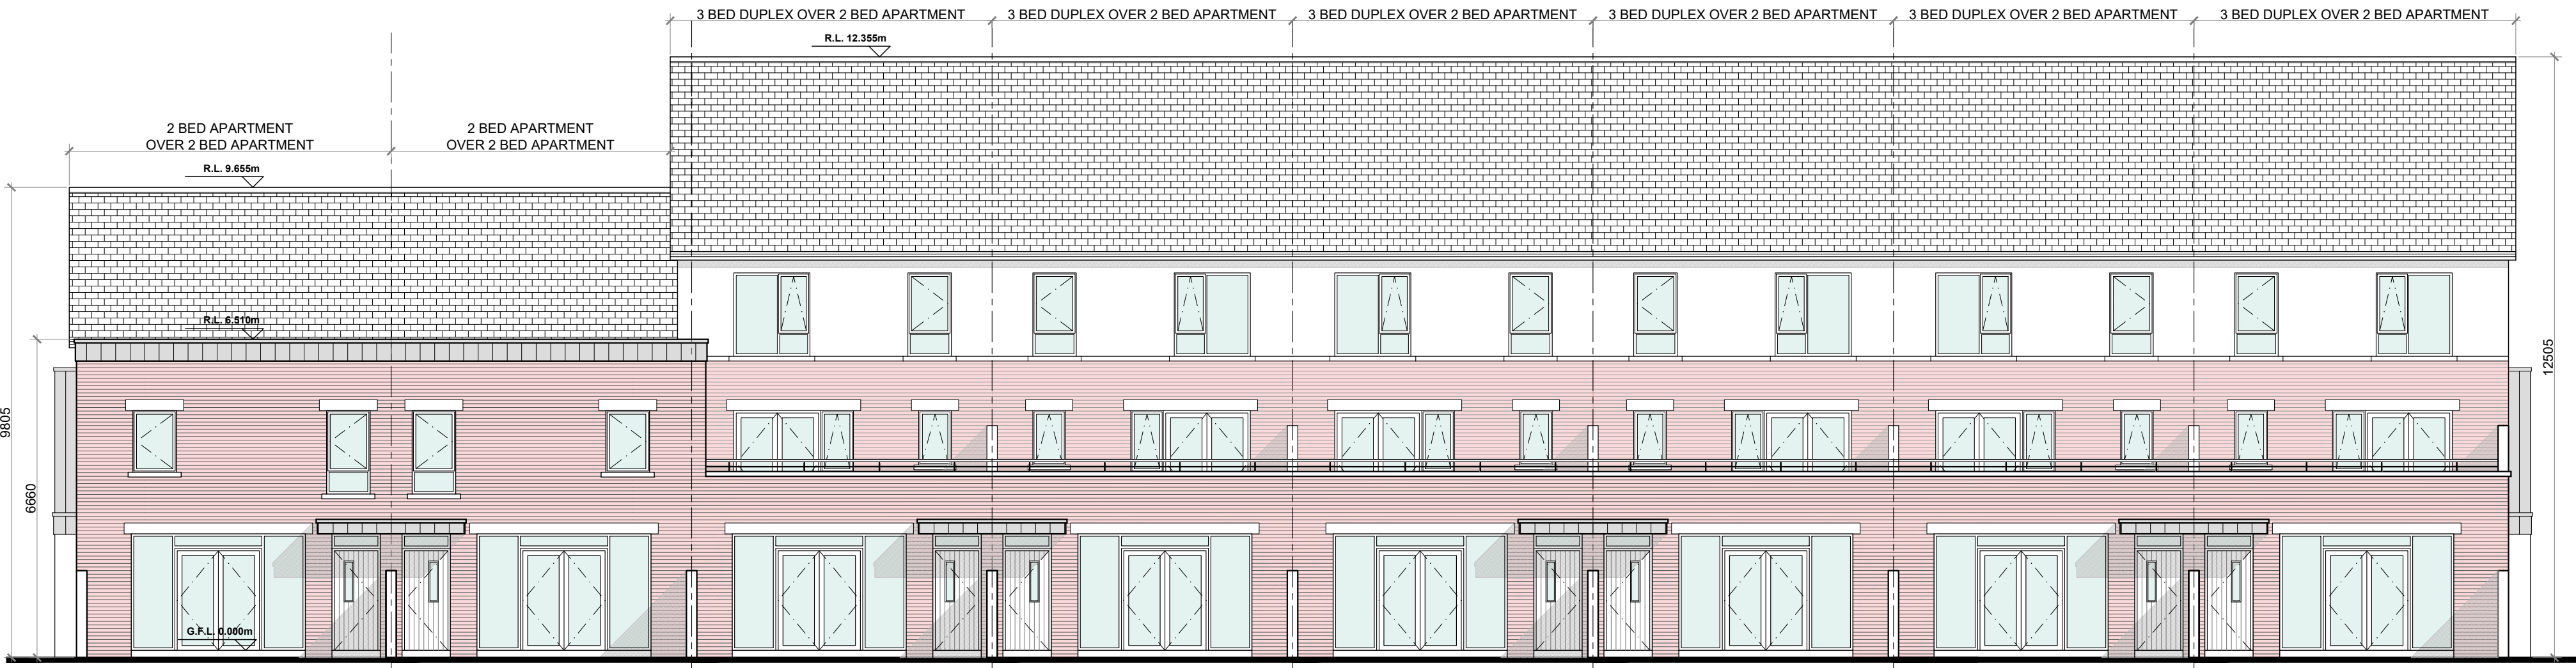 3 BED DUPLEX OVER 2 BED APARTMENT
3 BED DUPLEX OVER 2 BED APARTMENT
3 BED DUPLEX OVER 2 BED APARTMENT
3 BED DUPLEX OVER 2 BED APARTMENT
3 BED DUPLEX OVER 2 BED APARTMENT
3 BED DUPLEX OVER 2 BED APARTMENT
R.L. 12.355m
2 BED APARTMENT
OVER 2 BED APARTMENT
2 BED APARTMENT
OVER 2 BED APARTMENT
R.L. 9.655m
R.L. 6.510m
12505
9805
6660
G.F.L. 0.000m